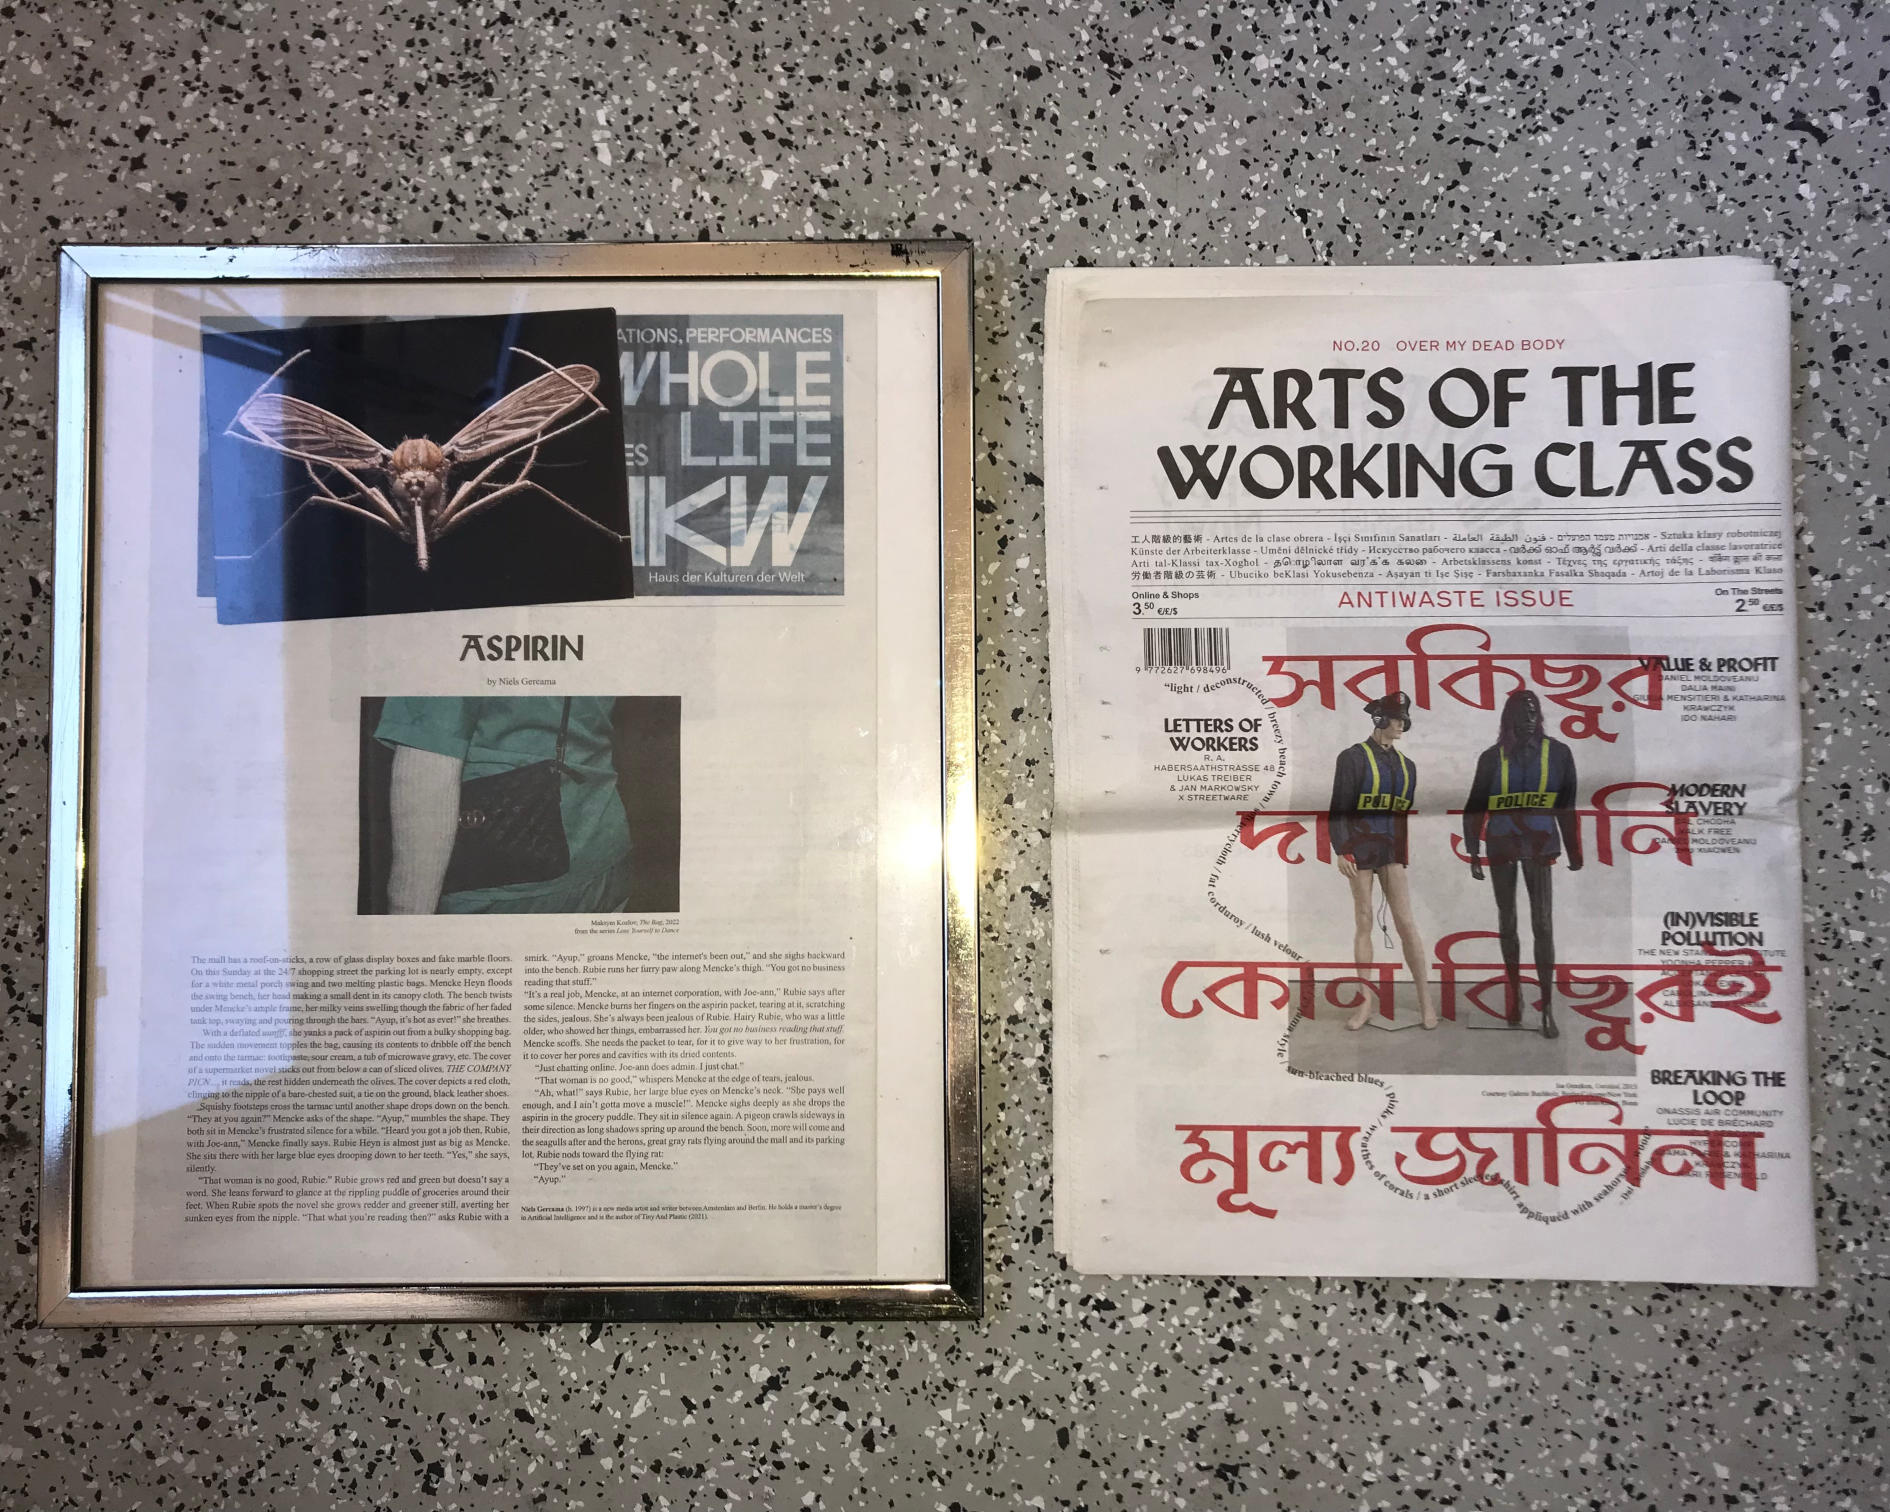 ATIONS, PERFORMANCES
WHOLE
LIFE
ES
HKW
Haus der Kulturen der Welt
ASPIRIN
by Niels Gercama
Maksym Kozlov, The Bag, 2022
from the series Lose Yourself to Dance
The mall has a roof-on-sticks, a row of glass display boxes and fake marble floors.
On this Sunday at the 24/7 shopping street the parking lot is nearly empty, except
for a white metal porch swing and two melting plastic bags. Mencke Heyn floods
the swing bench, her head making a small dent in its canopy cloth. The bench twists
under Mencke's ample frame, her milky veins swelling though the fabric of her faded
tank top, swaying and pouring through the bars. “Ayup, it's hot as ever!” she breathes.
With a deflated sumff, she yanks a pack of aspirin out from a bulky shopping bag.
The sudden movement topples the bag, causing its contents to dribble off the bench
and onto the tarmac: toothpaste, sour cream, a tub of microwave gravy, etc. The cover
of a supermarket novel sticks out from below a can of sliced olives, THE COMPANY
PICN..., it reads, the rest hidden underneath the olives. The cover depicts a red cloth,
clinging to the nipple of a bare-chested suit, a tie on the ground, black leather shoes.
Squishy footsteps cross the tarmac until another shape drops down on the bench.
“They at you again?” Mencke asks of the shape. “Ayup,” mumbles the shape. They
both sit in Mencke's frustrated silence for a while. “Heard you got a job then, Rubie,
with Joe-ann,” Mencke finally says. Rubie Heyn is almost just as big as Mencke.
She sits there with her large blue eyes drooping down to her teeth. “Yes,” she says,
silently.
“That woman is no good, Rubie.” Rubie grows red and green but doesn't say a
word. She leans forward to glance at the rippling puddle of groceries around their
feet. When Rubie spots the novel she grows redder and greener still, averting her
sunken eyes from the nipple. “That what you're reading then?” asks Rubie with a
smirk. “Ayup,” groans Mencke, “the internet's been out,” and she sighs backward
into the bench. Rubie runs her furry paw along Mencke's thigh. “You got no business
reading that stuff.”
“It's a real job, Mencke, at an internet corporation, with Joe-ann,” Rubie says after
some silence. Mencke burns her fingers on the aspirin packet, tearing at it, scratching
the sides, jealous. She's always been jealous of Rubie. Hairy Rubie, who was a little
older, who showed her things, embarrassed her. You got no business reading that stuff.
Mencke scoffs. She needs the packet to tear, for it to give way to her frustration, for
it to cover her pores and cavities with its dried contents.
“Just chatting online. Joe-ann does admin. I just chat.”
“That woman is no good,” whispers Mencke at the edge of tears, jealous.
“Ah, what!” says Rubie, her large blue eyes on Mencke's neck. “She pays well
enough, and I ain't gotta move a muscle!”. Mencke sighs deeply as she drops the
aspirin in the grocery puddle. They sit in silence again. A pigeon crawls sideways in
their direction as long shadows spring up around the bench. Soon, more will come and
the seagulls after and the herons, great gray rats flying around the mall and its parking
lot. Rubie nods toward the flying rat:
“They've set on you again, Mencke.”
“Ayup.”
Niels Gercama (b. 1997) is a new media artist and writer between Amsterdam and Berlin. He holds a master's degree
in Artificial Intelligence and is the author of Tiny And Plastic (2021).
NO.20 OVER MY DEAD BODY
ARTS OF THE
WORKING CLASS
工人階級的藝術 - Artes de la clase obrera - İşçi Sınıfının Sanatları - فنون الطبقة العاملة - אמנויות מעמד הפועלים - Sztuka klasy robotniczej
Künste der Arbeiterklasse - Umění dělnické třídy - Искусство рабочего класса - വർക്ക് ഓഫ് ആർട്ട് വർക്ക് - Arti della classe lavoratrice
Arti tal-Klassi tax-Xogħol - தொழிலாள வர்க்க கலை - Arbetsklassens konst - Τέχνες της εργατικής τάξης
労働者階級の芸術 - Ubuciko beKlasi Yokusebenza - Aşayan ti Işe Şişe - Farshaxanka Fasalka Shaqada - Artoj de la Laborisma Klaso
Online & Shops
3.50 €/£/$
ANTIWASTE ISSUE
On The Streets
2.50 €/£/$
9 772627 698496
“light / deconstructed / breezy beach town / terrycloth / fat corduroy / lush velour
style / sun-bleached blues / pinks / wreathes of corals / a short sleeved shirt appliquéd with seahorses
LETTERS OF
WORKERS
R. A.
HABERSAATHSTRASSE 48
LUKAS TREIBER
& JAN MARKOWSKY
X STREETWARE
সবকিছুর
দাম জানি
কোন কিছুরই
মূল্য জানিনা
POLICE
POLICE
VALUE & PROFIT
DANIEL MOLDOVEANU
DALIA MAINI
GIULIA MENSITIERI & KATHARINA
KRAWCZYK
IDO NAHARI
MODERN
SLAVERY
CHODHA
WALK FREE
DANIEL MOLDOVEANU
XIAOWEN
(IN)VISIBLE
POLLUTION
THE NEW INSTITUTE
BREAKING THE
LOOP
ONASSIS AIR COMMUNITY
LUCIE DE BRÉCHARD
& KATHARINA
KRAWCZYK
Isa Genzken, Untitled, 2015
Courtesy Galerie Buchholz